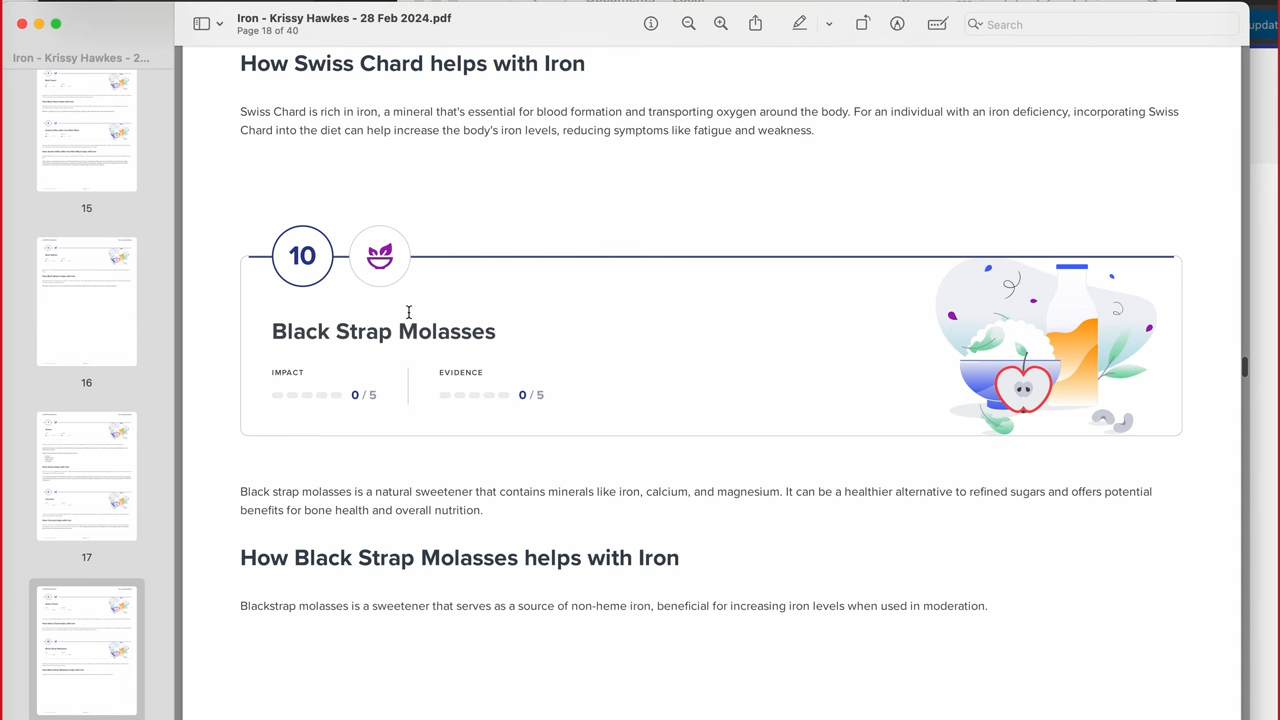 Iron - Krissy Hawkes - 28 Feb 2024.pdf
Page 18 of 40
Search
updat
Iron - Krissy Hawkes - 2...
15
16
17
How Swiss Chard helps with Iron
Swiss Chard is rich in iron, a mineral that's essential for blood formation and transporting oxygen around the body. For an individual with an iron deficiency, incorporating Swiss
Chard into the diet can help increase the body's iron levels, reducing symptoms like fatigue and weakness.
10
Black Strap Molasses
IMPACT
EVIDENCE
0 / 5
0 / 5
Black strap molasses is a natural sweetener that contains minerals like iron, calcium, and magnesium. It can be a healthier alternative to refined sugars and offers potential
benefits for bone health and overall nutrition.
How Black Strap Molasses helps with Iron
Blackstrap molasses is a sweetener that serves as a source of non-heme iron, beneficial for increasing iron levels when used in moderation.